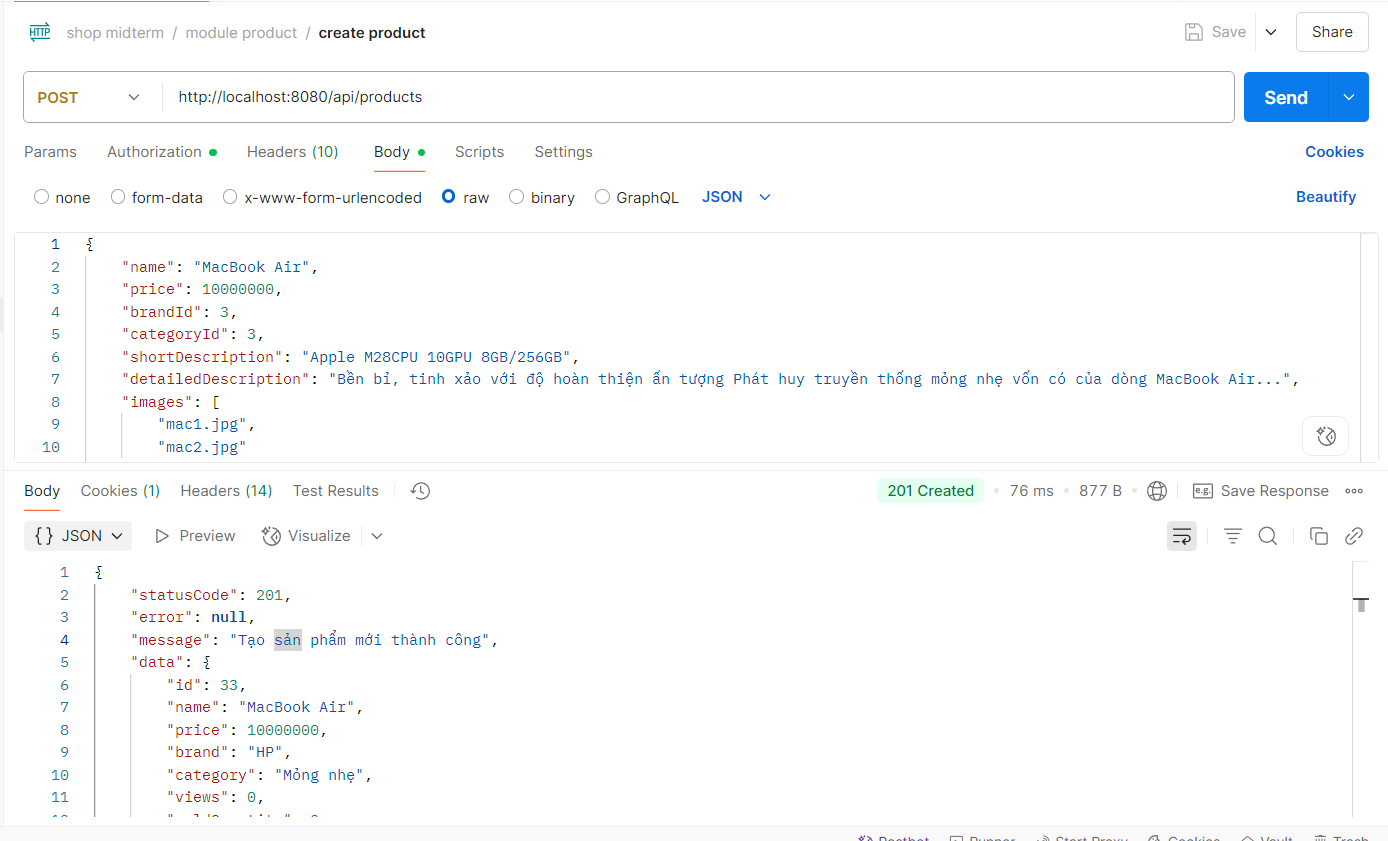 HTTP shop midterm / module product / create product Save Share
POST http://localhost:8080/api/products Send
Params Authorization Headers (10) Body Scripts Settings Cookies
none form-data x-www-form-urlencoded raw binary GraphQL JSON Beautify
1 {
2 "name": "MacBook Air",
3 "price": 10000000,
4 "brandId": 3,
5 "categoryId": 3,
6 "shortDescription": "Apple M28CPU 10GPU 8GB/256GB",
7 "detailedDescription": "Bền bỉ, tinh xảo với độ hoàn thiện ấn tượng Phát huy truyền thống mỏng nhẹ vốn có của dòng MacBook Air...",
8 "images": [
9 "mac1.jpg",
10 "mac2.jpg"
Body Cookies (1) Headers (14) Test Results 201 Created 76 ms 877 B e.g. Save Response
{} JSON Preview Visualize
1 {
2 "statusCode": 201,
3 "error": null,
4 "message": "Tạo sản phẩm mới thành công",
5 "data": {
6 "id": 33,
7 "name": "MacBook Air",
8 "price": 10000000,
9 "brand": "HP",
10 "category": "Mỏng nhẹ",
11 "views": 0,
Postbot Runner Start Proxy Cookies Vault Trash